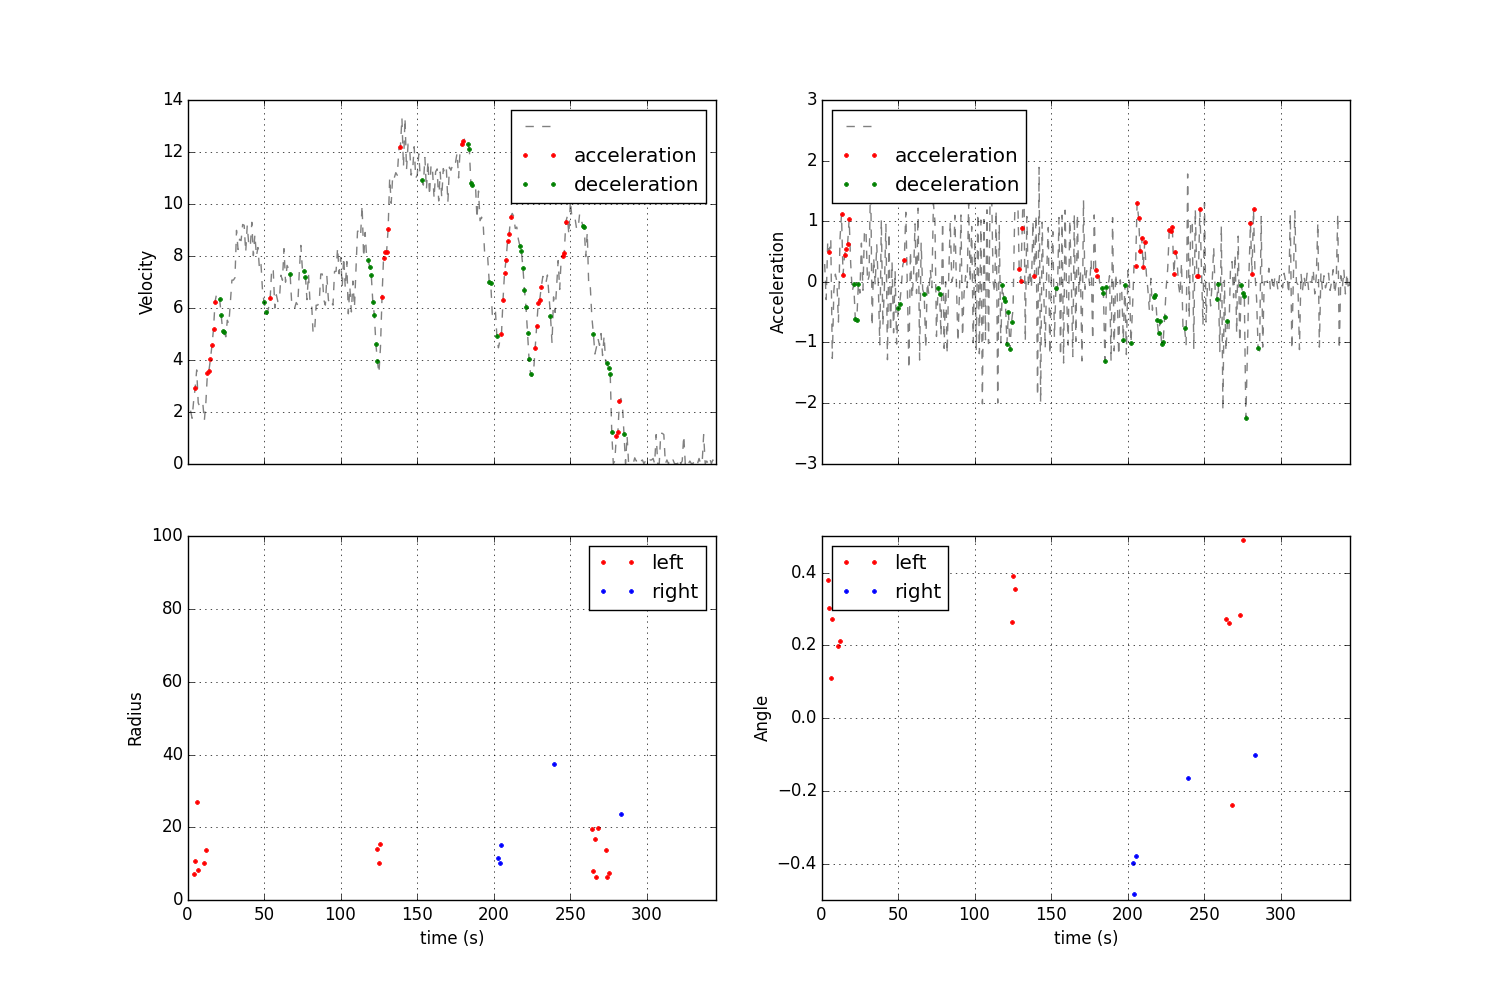 14
12
10
8
6
4
2
0
Velocity
acceleration
deceleration
3
2
1
0
−1
−2
−3
Acceleration
acceleration
deceleration
100
80
60
40
20
0
Radius
left
right
0 50 100 150 200 250 300
time (s)
0.4
0.2
0.0
−0.2
−0.4
Angle
left
right
0 50 100 150 200 250 300
time (s)